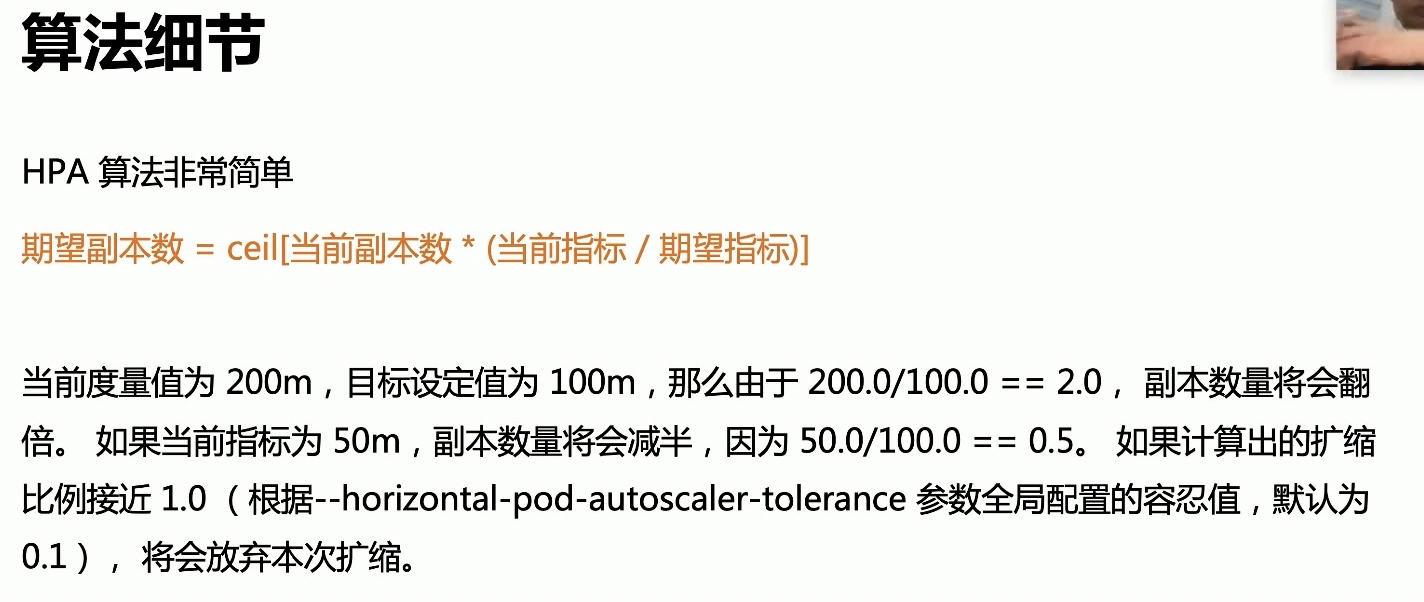 算法细节
HPA 算法非常简单
期望副本数 = ceil[当前副本数 * (当前指标 / 期望指标)]
当前度量值为 200m，目标设定值为 100m，那么由于 200.0/100.0 == 2.0， 副本数量将会翻
倍。 如果当前指标为 50m，副本数量将会减半，因为 50.0/100.0 == 0.5。 如果计算出的扩缩
比例接近 1.0 （根据--horizontal-pod-autoscaler-tolerance 参数全局配置的容忍值，默认为
0.1）， 将会放弃本次扩缩。